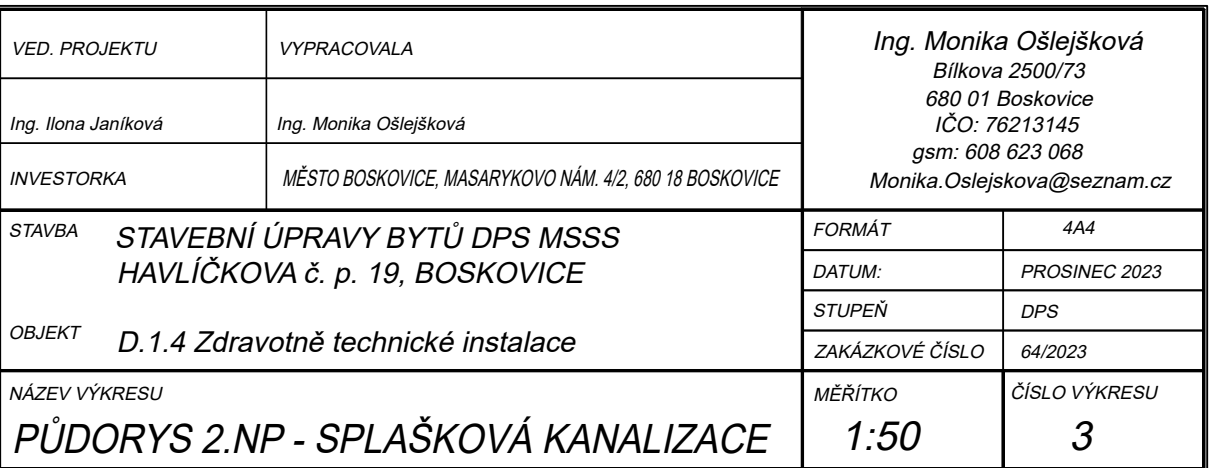 VED. PROJEKTU
VYPRACOVALA
Ing. Ilona Janíková
Ing. Monika Ošlejšková
INVESTORKA
MĚSTO BOSKOVICE, MASARYKOVO NÁM. 4/2, 680 18 BOSKOVICE
Ing. Monika Ošlejšková
Bílkova 2500/73
680 01 Boskovice
IČO: 76213145
gsm: 608 623 068
Monika.Oslejskova@seznam.cz
STAVBA
STAVEBNÍ ÚPRAVY BYTŮ DPS MSSS
HAVLÍČKOVA č. p. 19, BOSKOVICE
OBJEKT
D.1.4 Zdravotně technické instalace
FORMÁT
4A4
DATUM:
PROSINEC 2023
STUPEŇ
DPS
ZAKÁZKOVÉ ČÍSLO
64/2023
NÁZEV VÝKRESU
PŮDORYS 2.NP - SPLAŠKOVÁ KANALIZACE
MĚŘÍTKO
1:50
ČÍSLO VÝKRESU
3